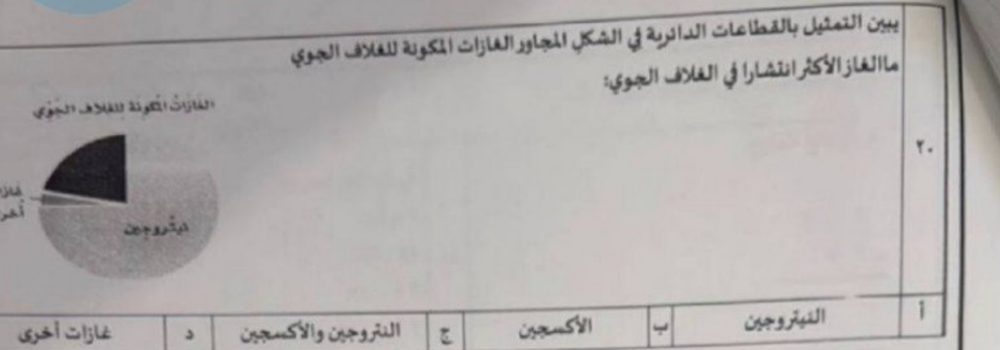 يبين التمثيل بالقطاعات الدائرية في الشكل المجاور الغازات المكونة للغلاف الجوي
ما الغاز الأكثر انتشارا في الغلاف الجوي:
٢٠
الغازات المكونة للغلاف الجوي
أخر
نيتروجين
أ النيتروجين ب الأكسجين ج النتروجين والأكسجين د غازات أخرى